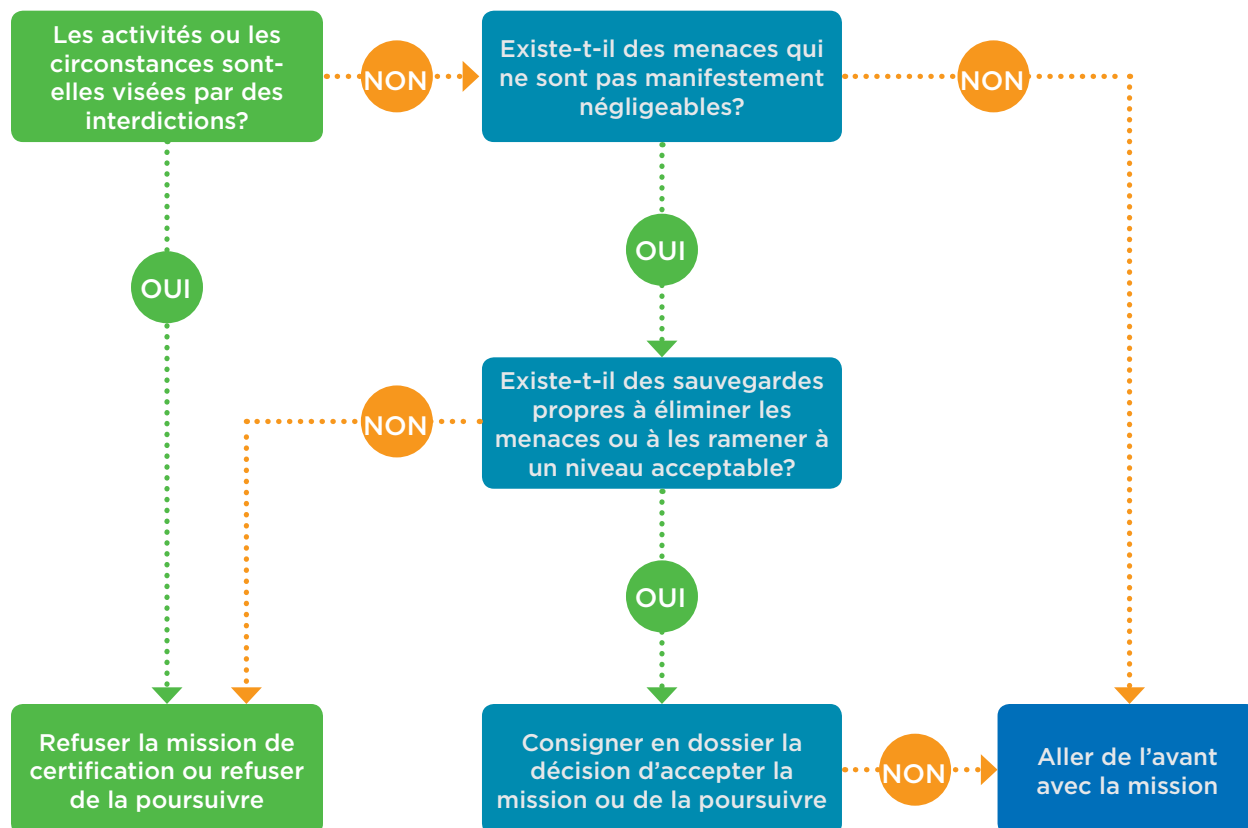 Les activités ou les
circonstances sont-
elles visées par des
interdictions?
NON
Existe-t-il des menaces qui
ne sont pas manifestement
négligeables?
NON
OUI
OUI
Existe-t-il des sauvegardes
propres à éliminer les
menaces ou à les ramener à
un niveau acceptable?
NON
OUI
Refuser la mission de
certification ou refuser
de la poursuivre
Consigner en dossier la
décision d’accepter la
mission ou de la poursuivre
NON
Aller de l’avant
avec la mission